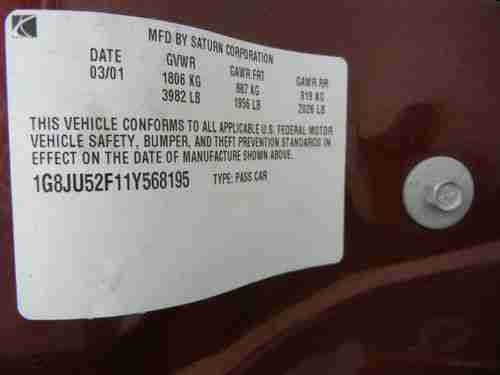 MFD BY SATURN CORPORATION
DATE GVWR GAWR FRT GAWR RR
03/01 1806 KG 887 KG 919 KG
3982 LB 1956 LB 2026 LB
THIS VEHICLE CONFORMS TO ALL APPLICABLE U.S. FEDERAL MOTOR
VEHICLE SAFETY, BUMPER, AND THEFT PREVENTION STANDARDS IN
EFFECT ON THE DATE OF MANUFACTURE SHOWN ABOVE.
1G8JU52F11Y568195 TYPE: PASS CAR